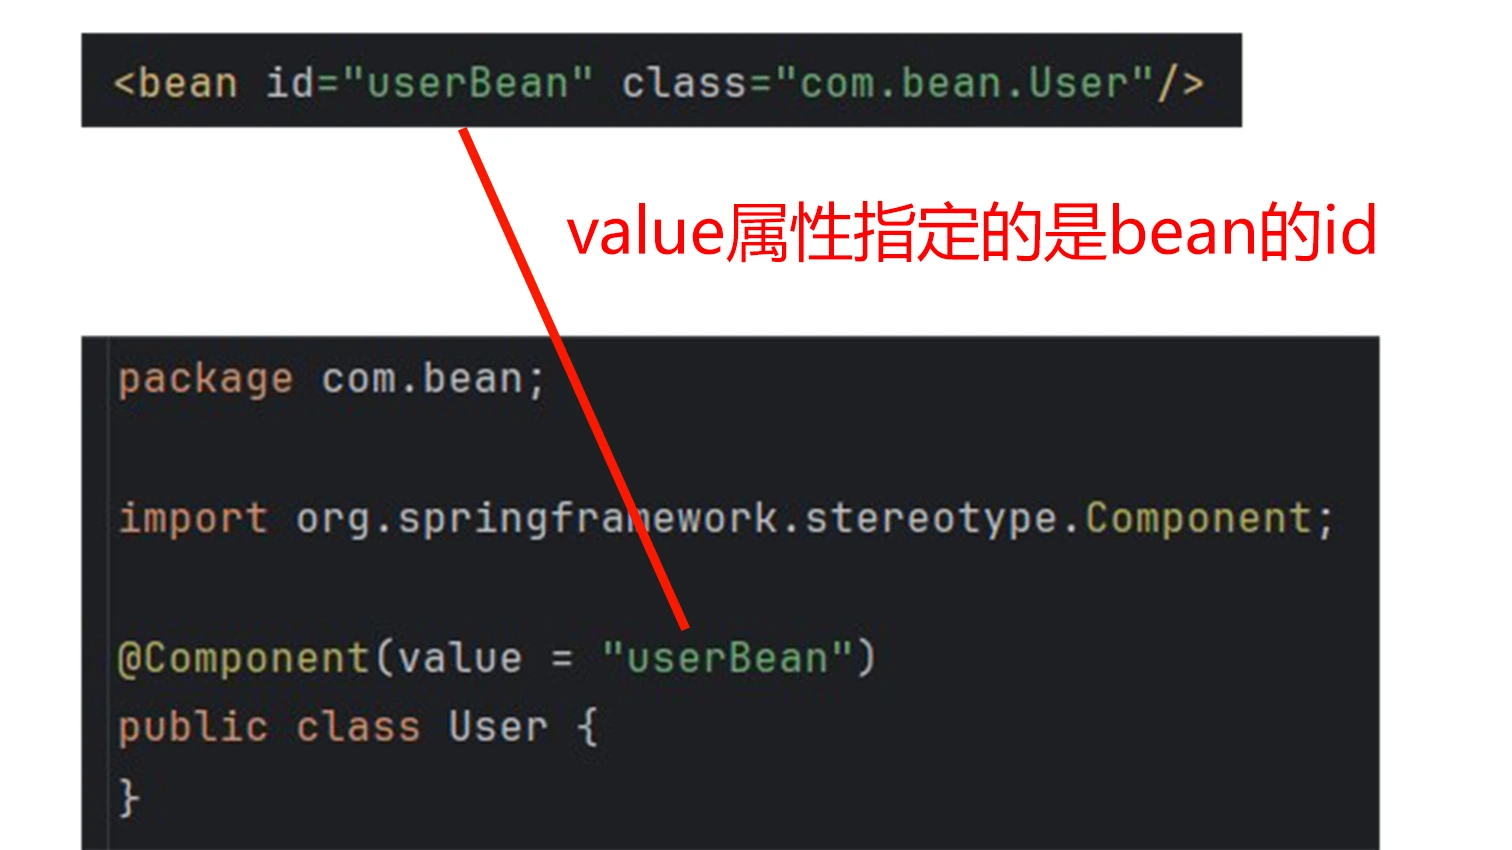 <bean id="userBean" class="com.bean.User"/>
value属性指定的是bean的id
package com.bean;
import org.springframework.stereotype.Component;
@Component(value = "userBean")
public class User {
}